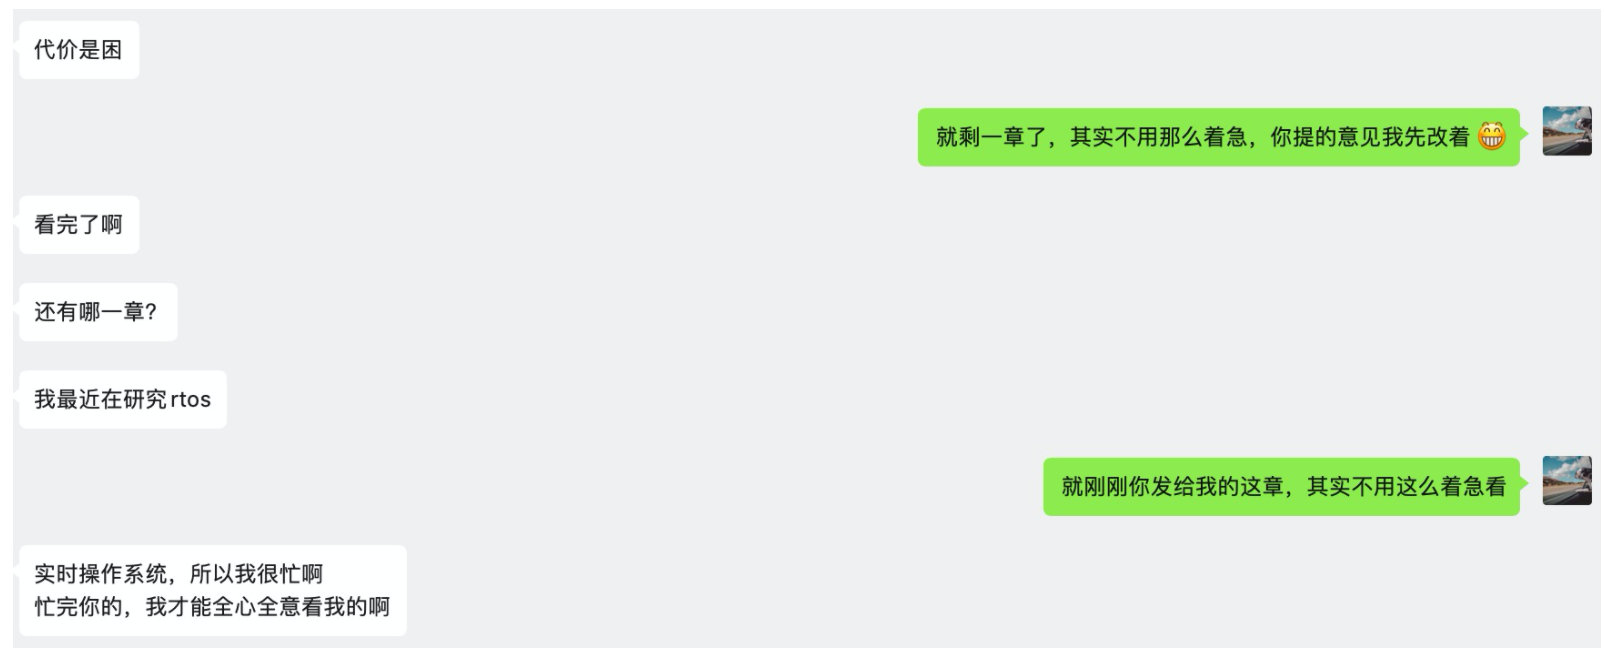 代价是困
就剩一章了，其实不用那么着急，你提的意见我先改着😁
看完了啊
还有哪一章？
我最近在研究rtos
就刚刚你发给我的这章，其实不用这么着急看
实时操作系统，所以我很忙啊
忙完你的，我才能全心全意看我的啊